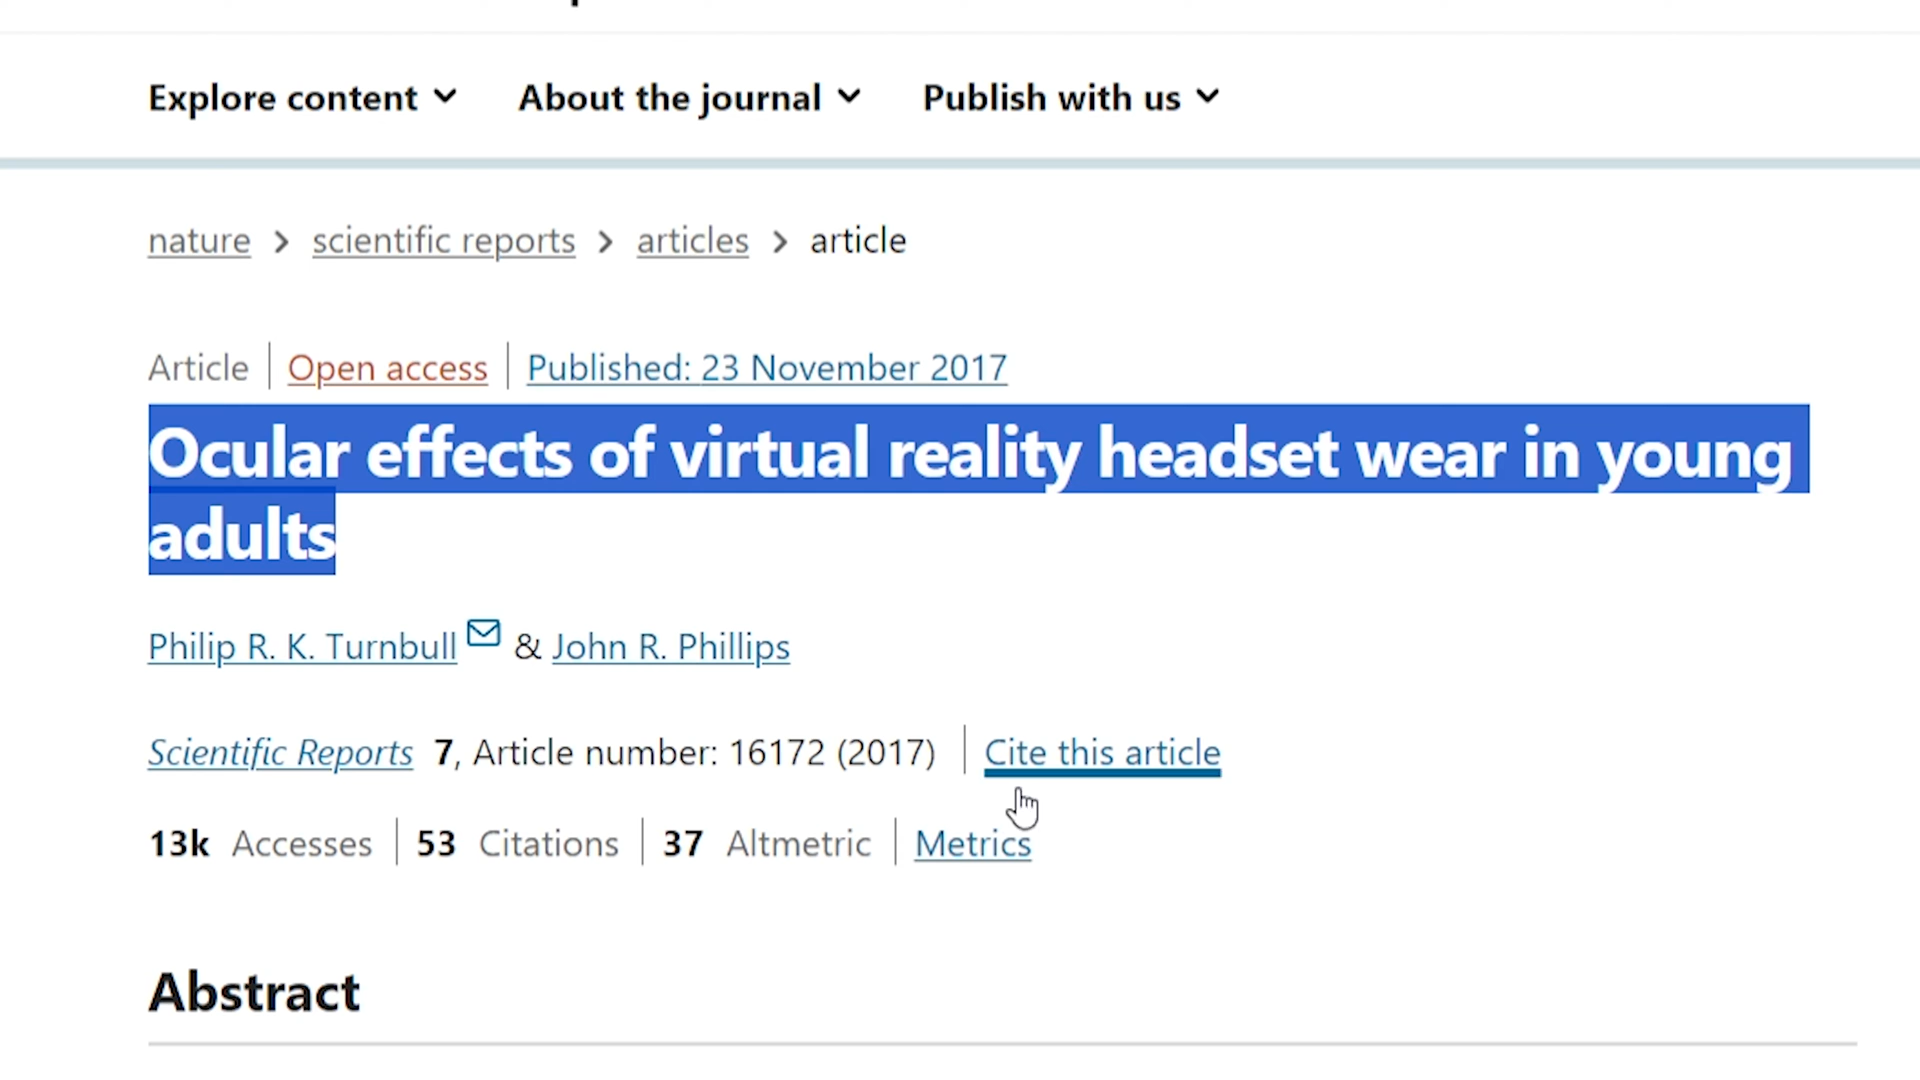 Explore content About the journal Publish with us
nature > scientific reports > articles > article
Article | Open access | Published: 23 November 2017
Ocular effects of virtual reality headset wear in young
adults
Philip R. K. Turnbull & John R. Phillips
Scientific Reports 7, Article number: 16172 (2017) | Cite this article
13k Accesses | 53 Citations | 37 Altmetric | Metrics
Abstract